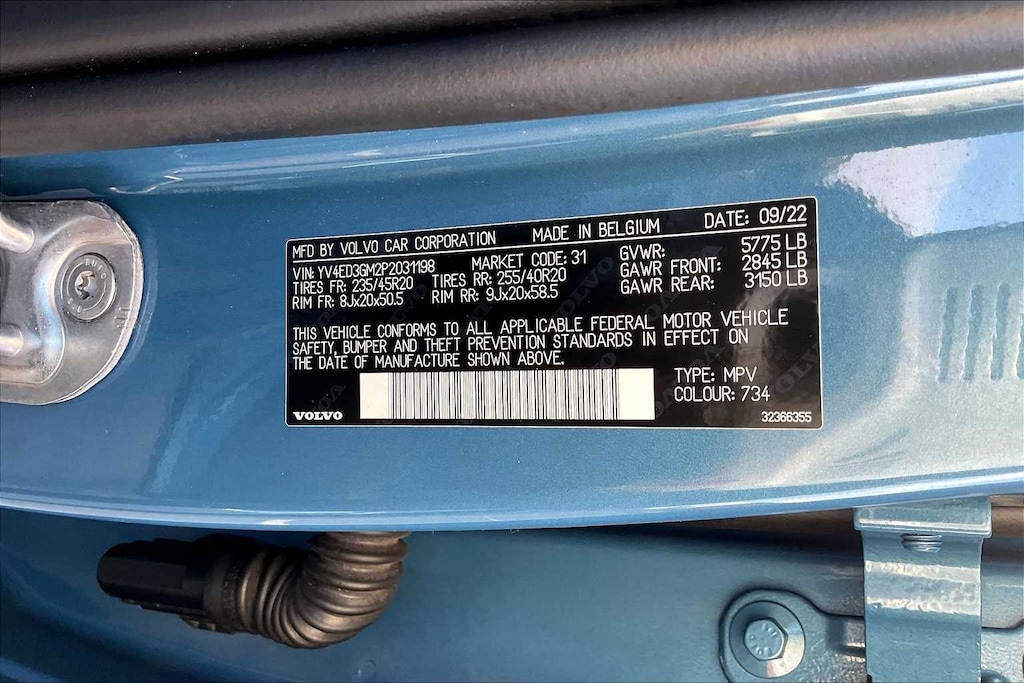 MFD BY VOLVO CAR CORPORATION MADE IN BELGIUM DATE: 09/22
VIN: YV4ED3GM2P2031198 MARKET CODE: 31 GVWR: 5775 LB
TIRES FR: 235/45R20 TIRES RR: 255/40R20 GAWR FRONT: 2845 LB
RIM FR: 8Jx20x50.5 RIM RR: 9Jx20x58.5 GAWR REAR: 3150 LB
THIS VEHICLE CONFORMS TO ALL APPLICABLE FEDERAL MOTOR VEHICLE
SAFETY, BUMPER AND THEFT PREVENTION STANDARDS IN EFFECT ON
THE DATE OF MANUFACTURE SHOWN ABOVE.
TYPE: MPV
COLOUR: 734
VOLVO
32366355